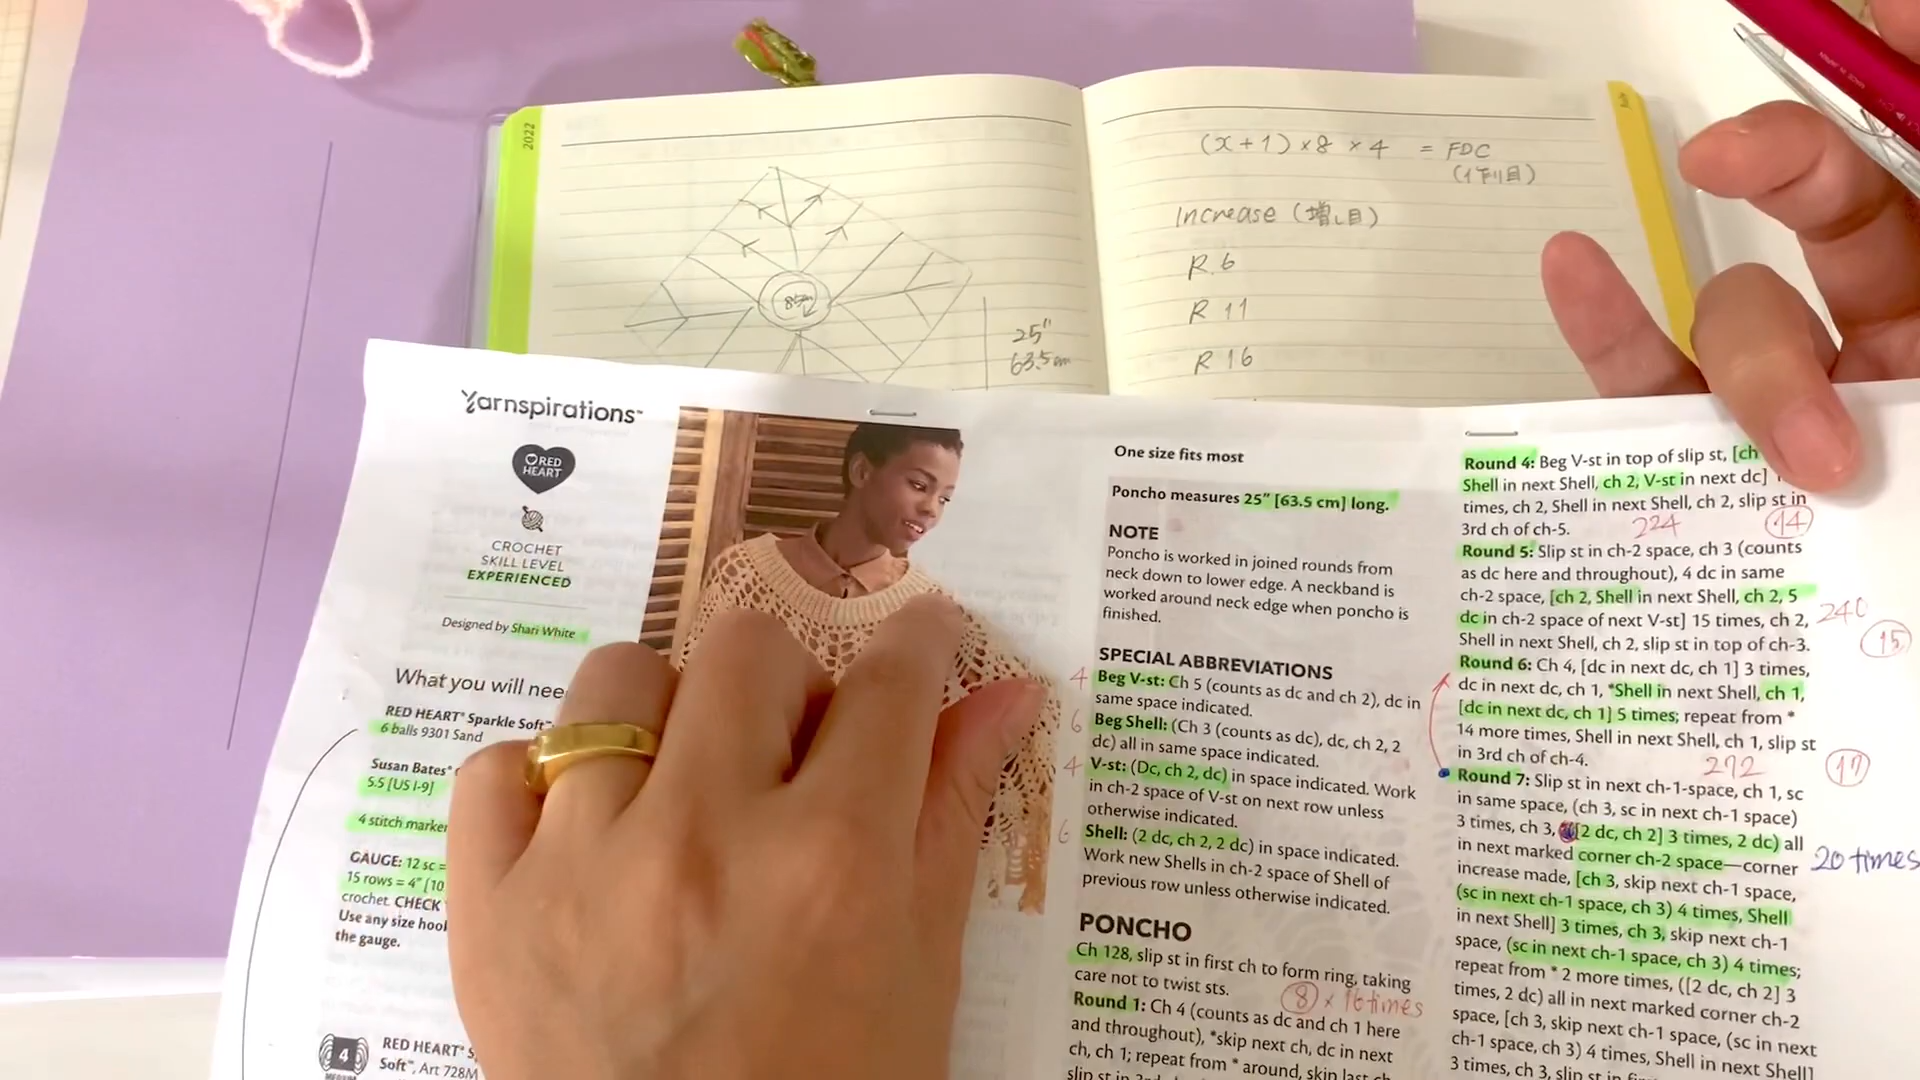 2022
85cm
25"
63.5cm
(x+1)×8 ×4 = FDC
Increase (増し目)
R.6
R 11
R 16
MADE IN JAPAN
Yarnspirations™
RED
HEART
CROCHET
SKILL LEVEL
EXPERIENCED
Designed by Shari White
What you will nee
RED HEART® Sparkle Soft™
6 balls 9301 Sand
Susan Bates®
5.5 [US I-9]
4 stitch marker
GAUGE: 12 sc =
15 rows = 4" [10
crochet. CHECK
Use any size hool
the gauge.
4
MEDIUM
RED HEART® S
Soft™, Art 728M
One size fits most
Poncho measures 25" [63.5 cm] long.
NOTE
Poncho is worked in joined rounds from
neck down to lower edge. A neckband is
worked around neck edge when poncho is
finished.
SPECIAL ABBREVIATIONS
4 Beg V-st: Ch 5 (counts as dc and ch 2), dc in
same space indicated.
6 Beg Shell: (Ch 3 (counts as dc), dc, ch 2, 2
dc) all in same space indicated.
4 V-st: (Dc, ch 2, dc) in space indicated. Work
in ch-2 space of V-st on next row unless
otherwise indicated.
6 Shell: (2 dc, ch 2, 2 dc) in space indicated.
Work new Shells in ch-2 space of Shell of
previous row unless otherwise indicated.
PONCHO
Ch 128, slip st in first ch to form ring, taking
care not to twist sts.
8 × 16 times
Round 1: Ch 4 (counts as dc and ch 1 here
and throughout), *skip next ch, dc in next
ch, ch 1; repeat from * around, skip last ch
Round 4: Beg V-st in top of slip st, [ch
Shell in next Shell, ch 2, V-st in next dc]
times, ch 2, Shell in next Shell, ch 2, slip st in
3rd ch of ch-5. 224 14
Round 5: Slip st in ch-2 space, ch 3 (counts
as dc here and throughout), 4 dc in same
ch-2 space, [ch 2, Shell in next Shell, ch 2, 5
dc in ch-2 space of next V-st] 15 times, ch 2, 240
Shell in next Shell, ch 2, slip st in top of ch-3. 15
Round 6: Ch 4, [dc in next dc, ch 1] 3 times,
dc in next dc, ch 1, *Shell in next Shell, ch 1,
[dc in next dc, ch 1] 5 times; repeat from *
14 more times, Shell in next Shell, ch 1, slip st
in 3rd ch of ch-4. 272 17
Round 7: Slip st in next ch-1-space, ch 1, sc
in same space, (ch 3, sc in next ch-1 space)
3 times, ch 3, ([2 dc, ch 2] 3 times, 2 dc) all
in next marked corner ch-2 space—corner 20 times
increase made, [ch 3, skip next ch-1 space,
(sc in next ch-1 space, ch 3) 4 times, Shell
in next Shell] 3 times, ch 3, skip next ch-1
space, (sc in next ch-1 space, ch 3) 4 times;
repeat from * 2 more times, ([2 dc, ch 2] 3
times, 2 dc) all in next marked corner ch-2
space, [ch 3, skip next ch-1 space, (sc in next
ch-1 space, ch 3) 4 times, Shell in next Shell]